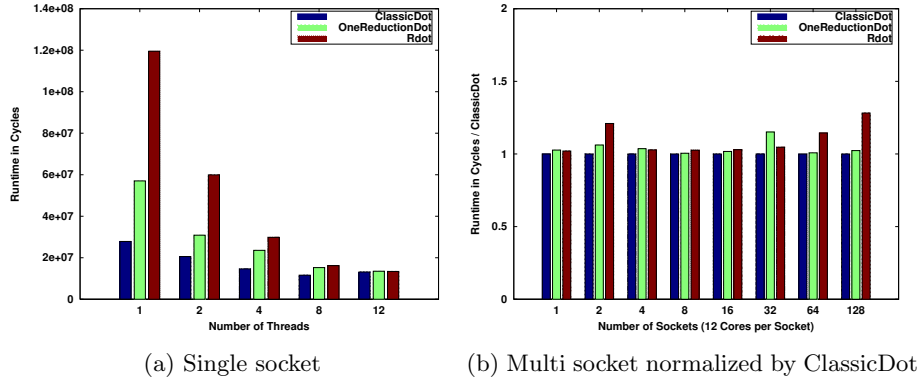 1.4e+08
1.2e+08
1e+08
8e+07
6e+07
4e+07
2e+07
0
Runtime in Cycles
ClassicDot
OneReductionDot
Rdot
1 2 4 8 12
Number of Threads
(a) Single socket
2
1.5
1
0.5
0
Runtime in Cycles / ClassicDot
ClassicDot
OneReductionDot
Rdot
1 2 4 8 16 32 64 128
Number of Sockets (12 Cores per Socket)
(b) Multi socket normalized by ClassicDot